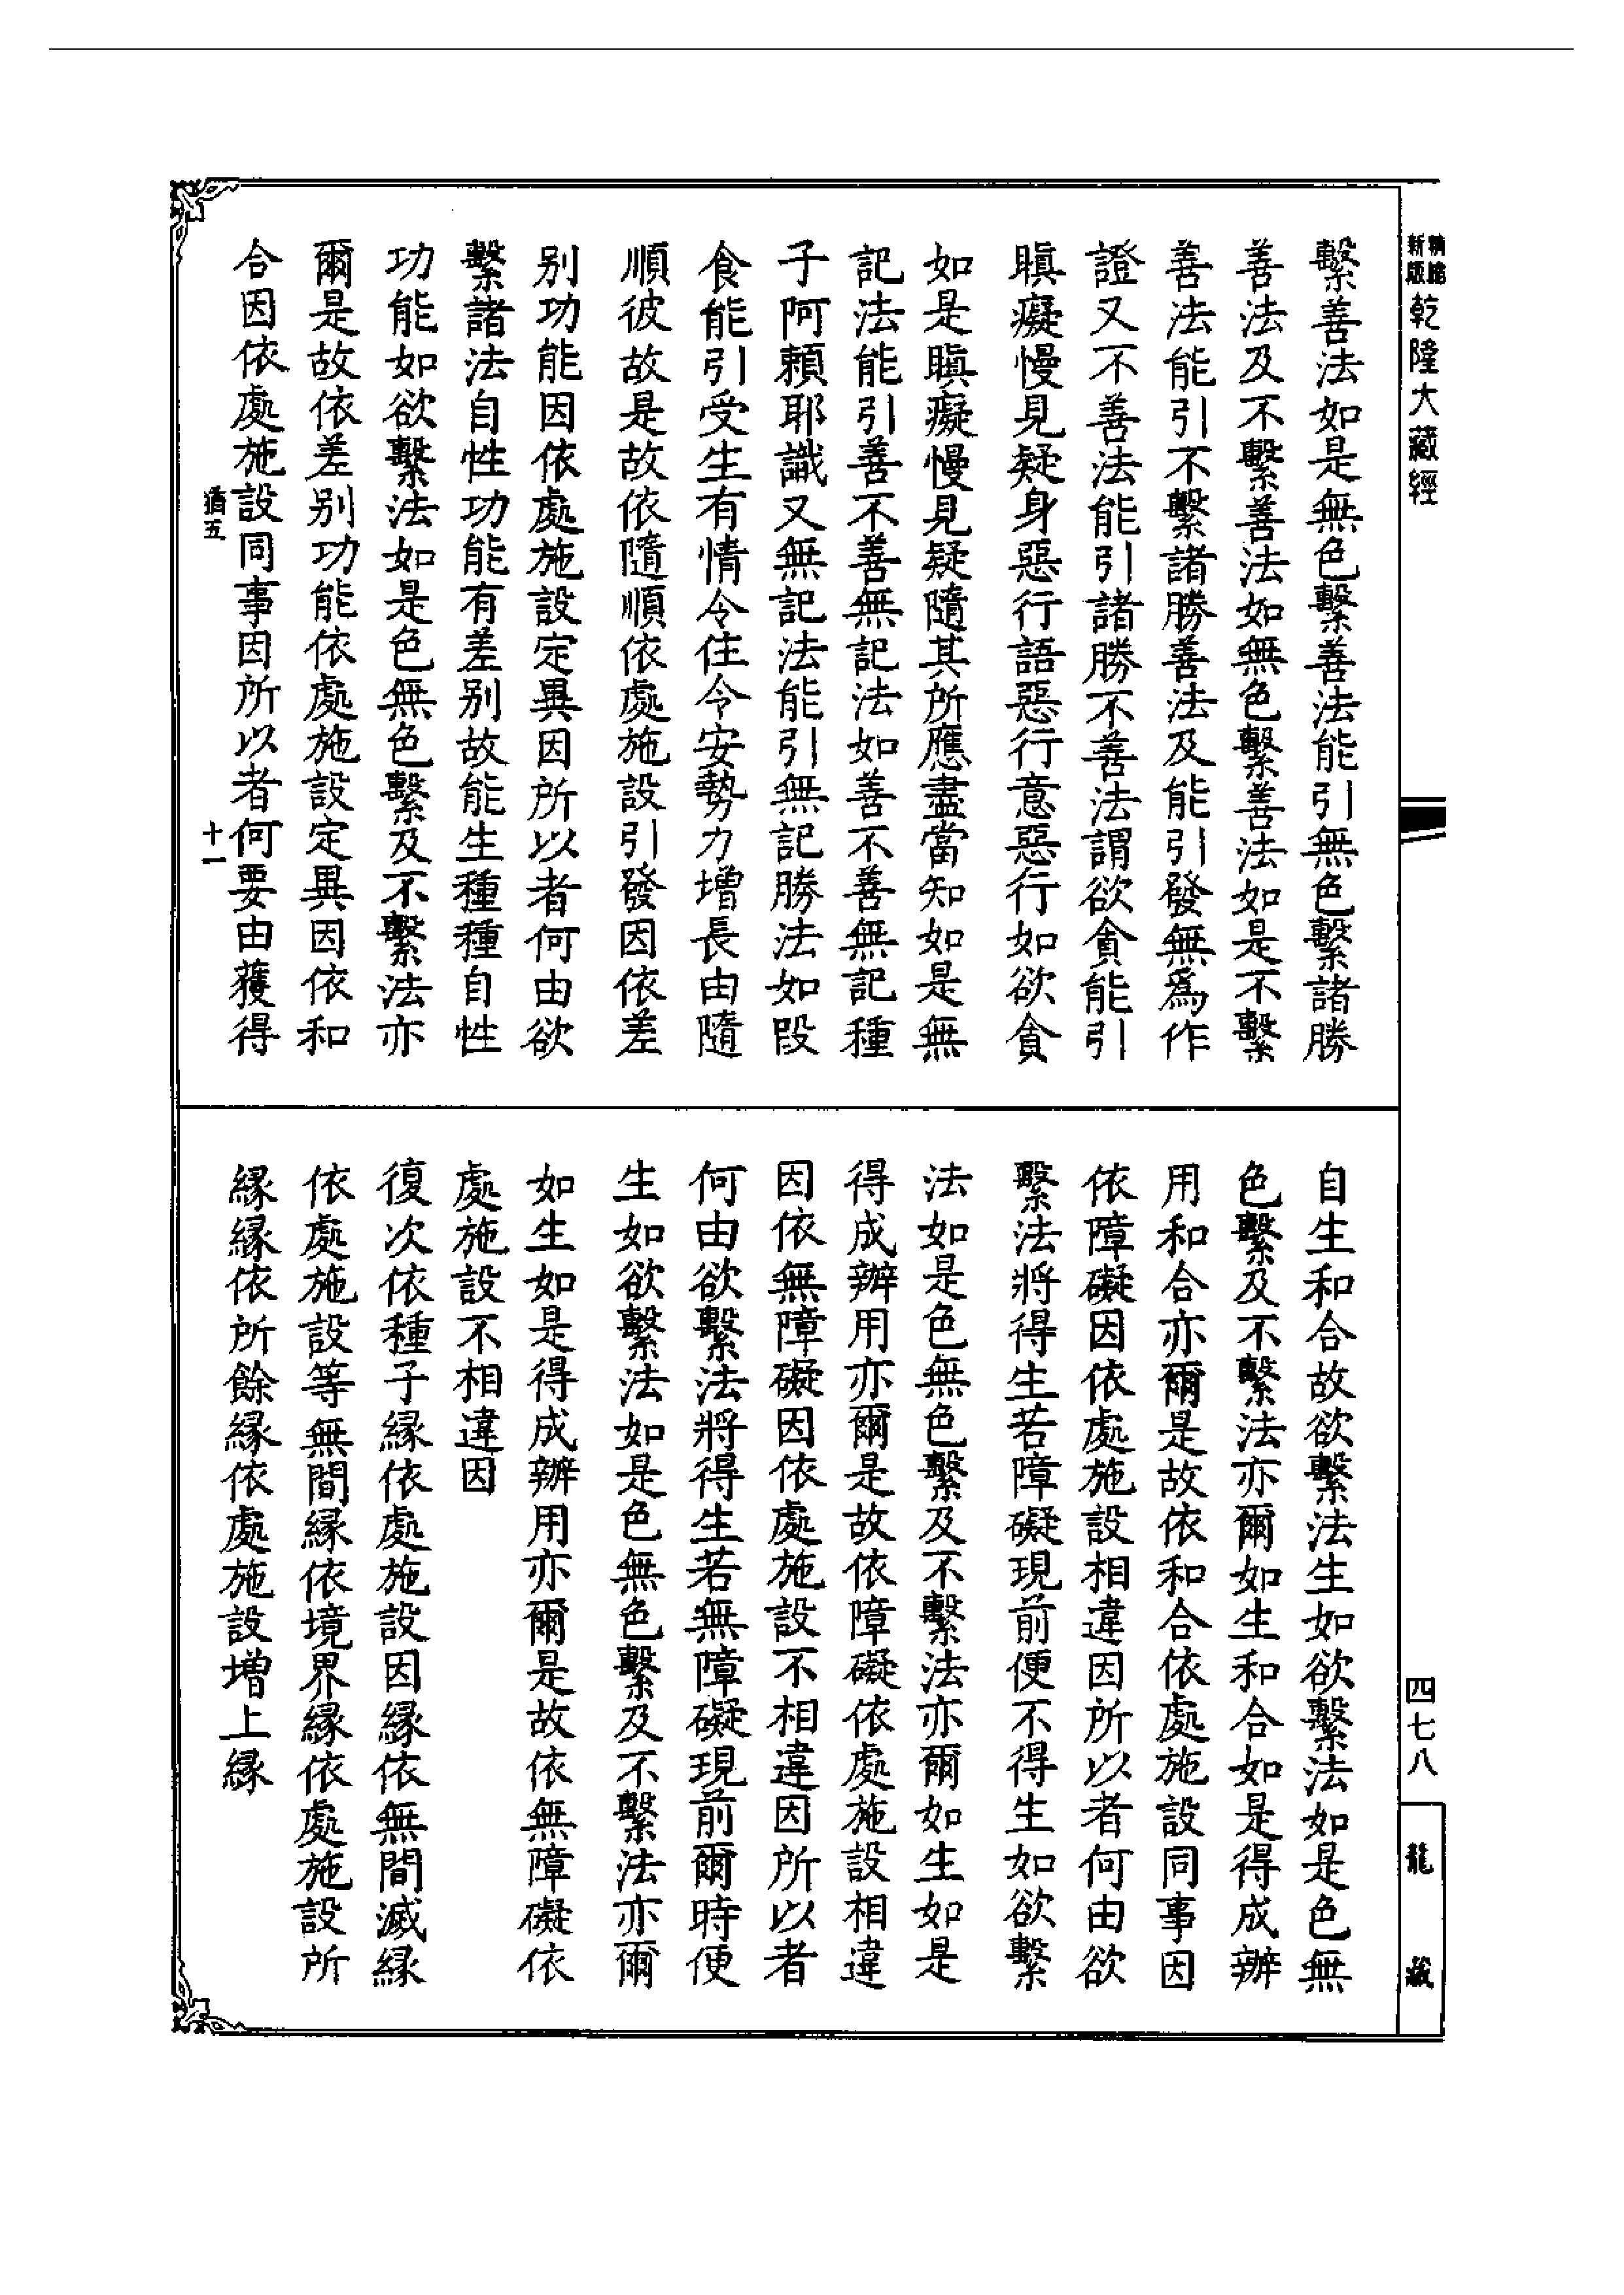 新版
精縮
乾隆大藏經
四七八
龍藏
繫善法如是無色繫善法能引無色繫諸勝
善法及不繫善法如無色繫善法如是不繫
善法能引不繫諸勝善法及能引發無爲作
證又不善法能引諸勝不善法謂欲貪能引
瞋癡慢見疑身惡行語惡行意惡行如欲貪
如是瞋癡慢見疑隨其所應盡當知如是無
記法能引善不善無記法如善不善無記種
子阿賴耶識又無記法能引無記勝法如段
食能引受生有情令住令安勢力增長由隨
順彼故是故依隨順依處施設引發因依差
別功能因依處施設定異因所以者何由欲
繫諸法自性功能有差別故能生種種自性
功能如欲繫法如是色無色繫及不繫法亦
爾是故依差別功能依處施設定異因依和
合因依處施設同事因所以者何要由獲得
猶五
十一
自生和合故欲繫法生如欲繫法如是色無
色繫及不繫法亦爾如生和合如是得成辦
用和合亦爾是故依和合依處施設同事因
依障礙因依處施設相違因所以者何由欲
繫法將得生若障礙現前便不得生如欲繫
法如是色無色繫及不繫法亦爾如生如是
得成辦用亦爾是故依障礙依處施設相違
因依無障礙因依處施設不相違因所以者
何由欲繫法將得生若無障礙現前爾時便
生如欲繫法如是色無色繫及不繫法亦爾
如生如是得成辦用亦爾是故依無障礙依
處施設不相違因
復次依種子緣依處施設因緣依無間滅緣
依處施設等無間緣依境界緣依處施設所
緣緣依所餘緣依處施設增上緣